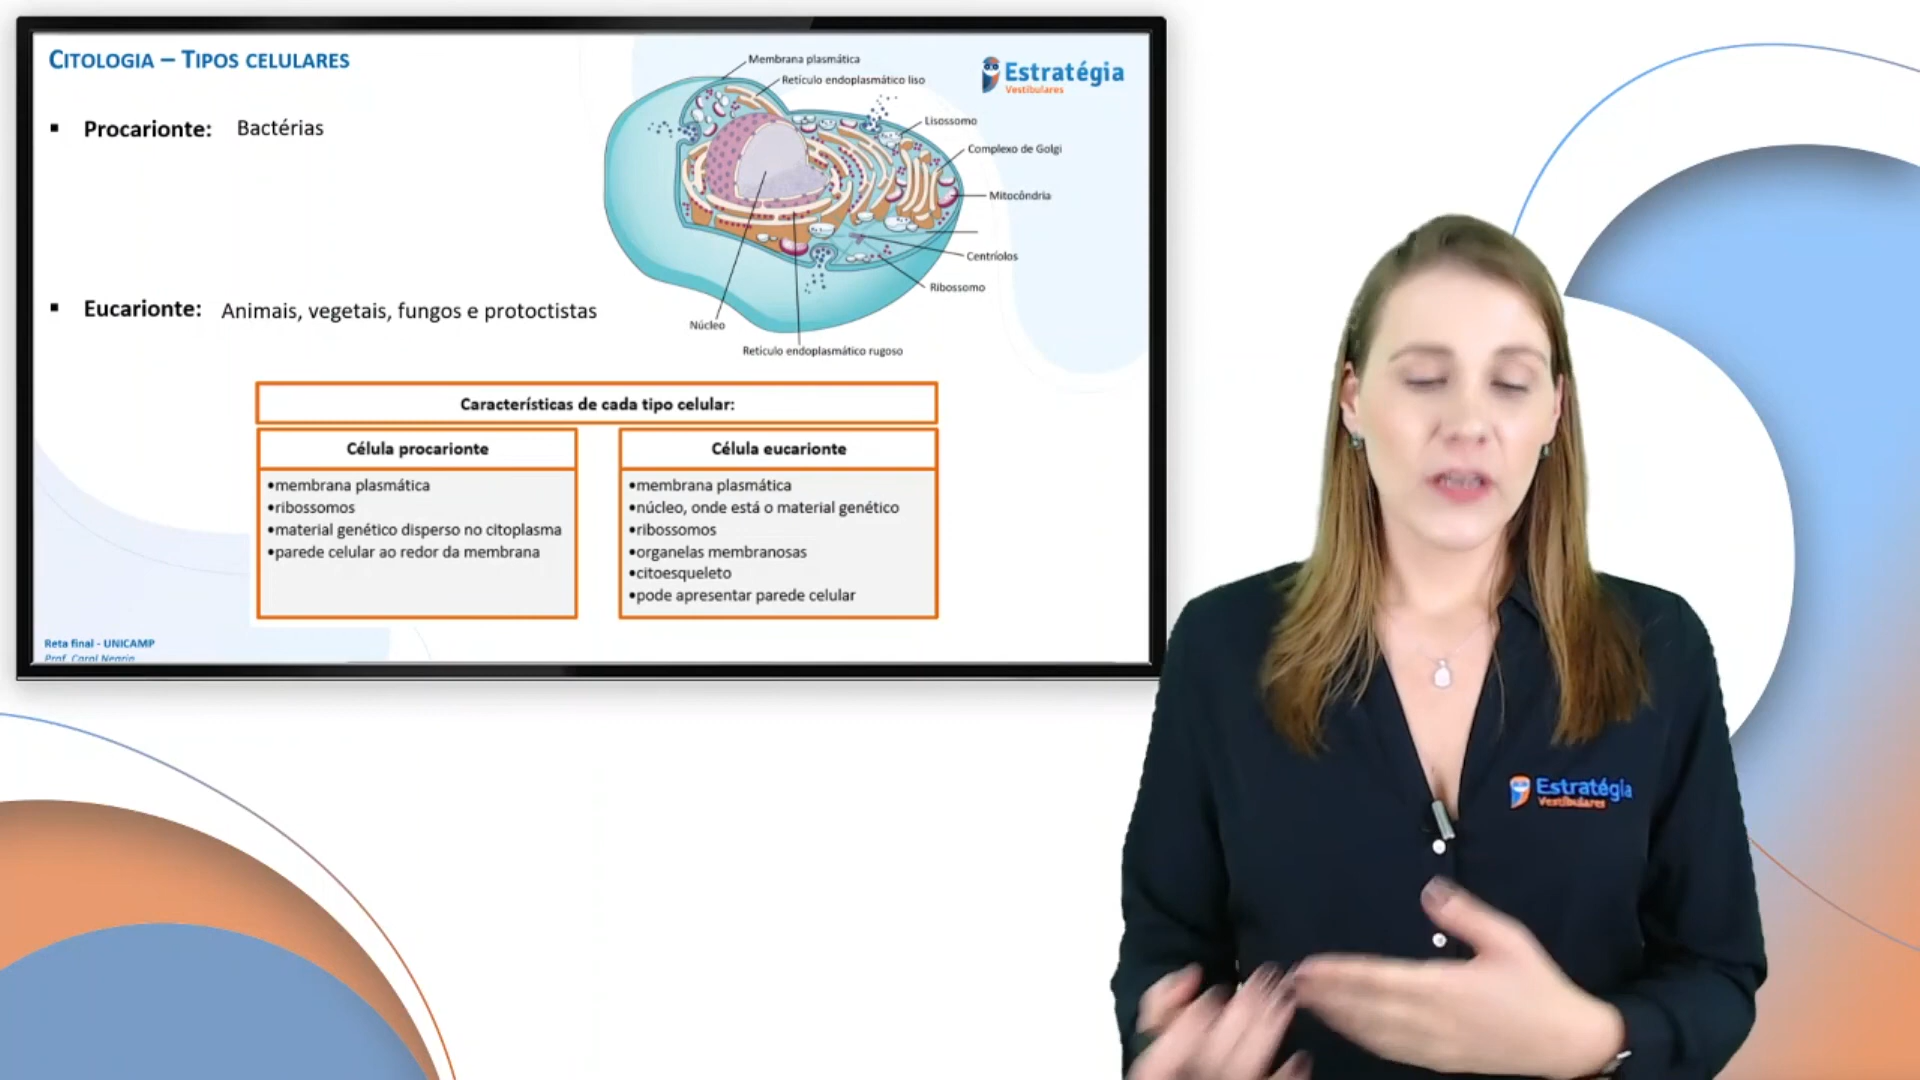 CITOLOGIA – TIPOS CELULARES
Estratégia
Vestibulares
▪ Procarionte: Bactérias
▪ Eucarionte: Animais, vegetais, fungos e protoctistas
Membrana plasmática
Retículo endoplasmático liso
Lisossomo
Complexo de Golgi
Mitocôndria
Centríolos
Ribossomo
Núcleo
Retículo endoplasmático rugoso
Características de cada tipo celular:
Célula procarionte
•membrana plasmática
•ribossomos
•material genético disperso no citoplasma
•parede celular ao redor da membrana
Célula eucarionte
•membrana plasmática
•núcleo, onde está o material genético
•ribossomos
•organelas membranosas
•citoesqueleto
•pode apresentar parede celular
Reta final - UNICAMP
Prof. Carol Negrin
Estratégia
Vestibulares